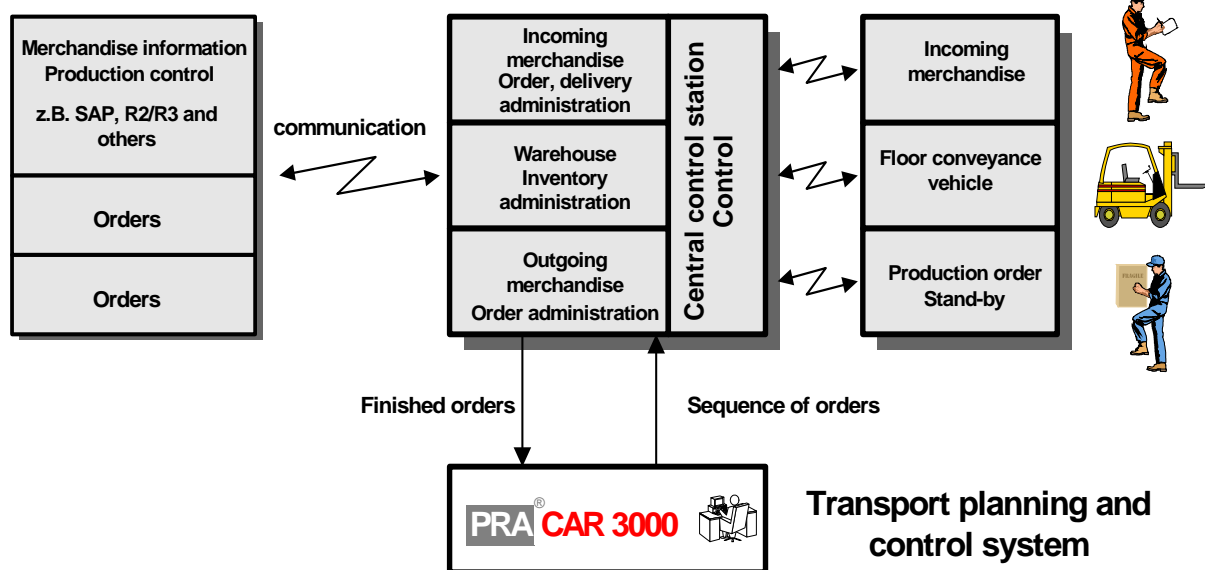 Merchandise information
Production control
z.B. SAP, R2/R3 and
others
Orders
Orders
communication
Incoming
merchandise
Order, delivery
administration
Warehouse
Inventory
administration
Outgoing
merchandise
Order administration
Central control station
Control
Incoming
merchandise
Floor conveyance
vehicle
Production order
Stand-by
FRAGILE
Finished orders
Sequence of orders
PRA® CAR 3000
Transport planning and
control system